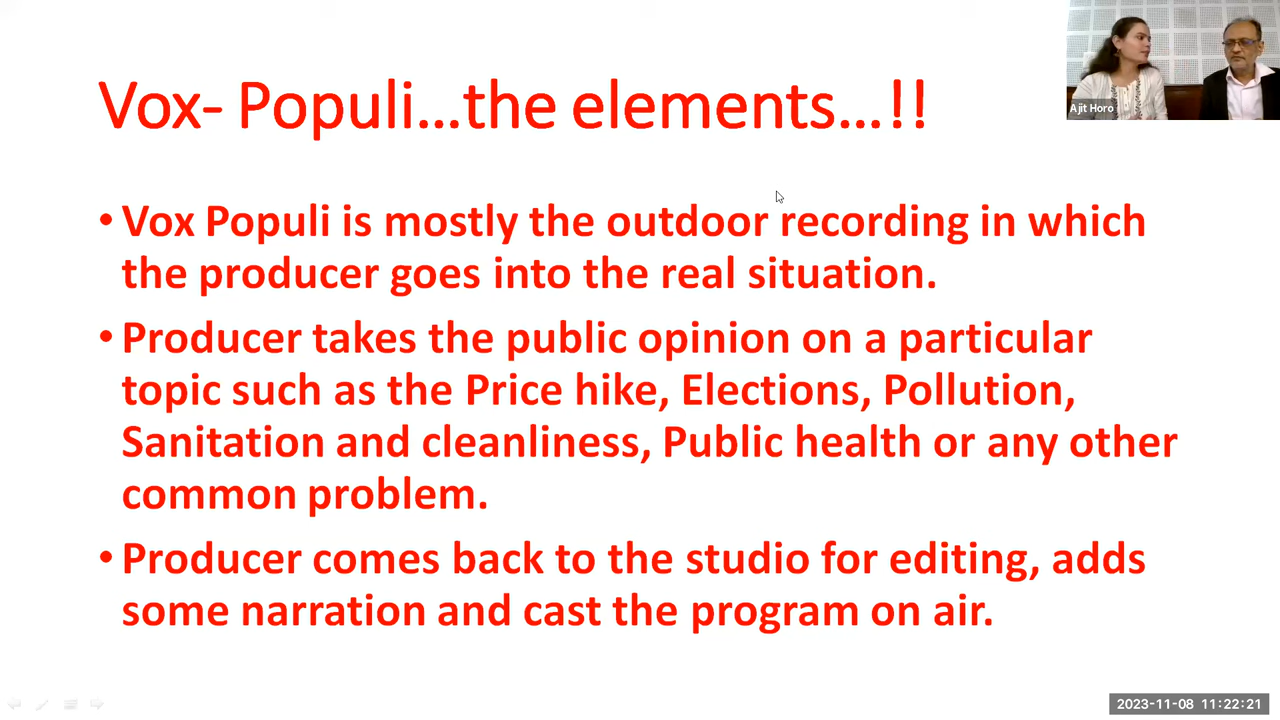 Vox- Populi...the elements...!!
Ajit Horo
• Vox Populi is mostly the outdoor recording in which
the producer goes into the real situation.
• Producer takes the public opinion on a particular
topic such as the Price hike, Elections, Pollution,
Sanitation and cleanliness, Public health or any other
common problem.
• Producer comes back to the studio for editing, adds
some narration and cast the program on air.
2023-11-08 11:22:21